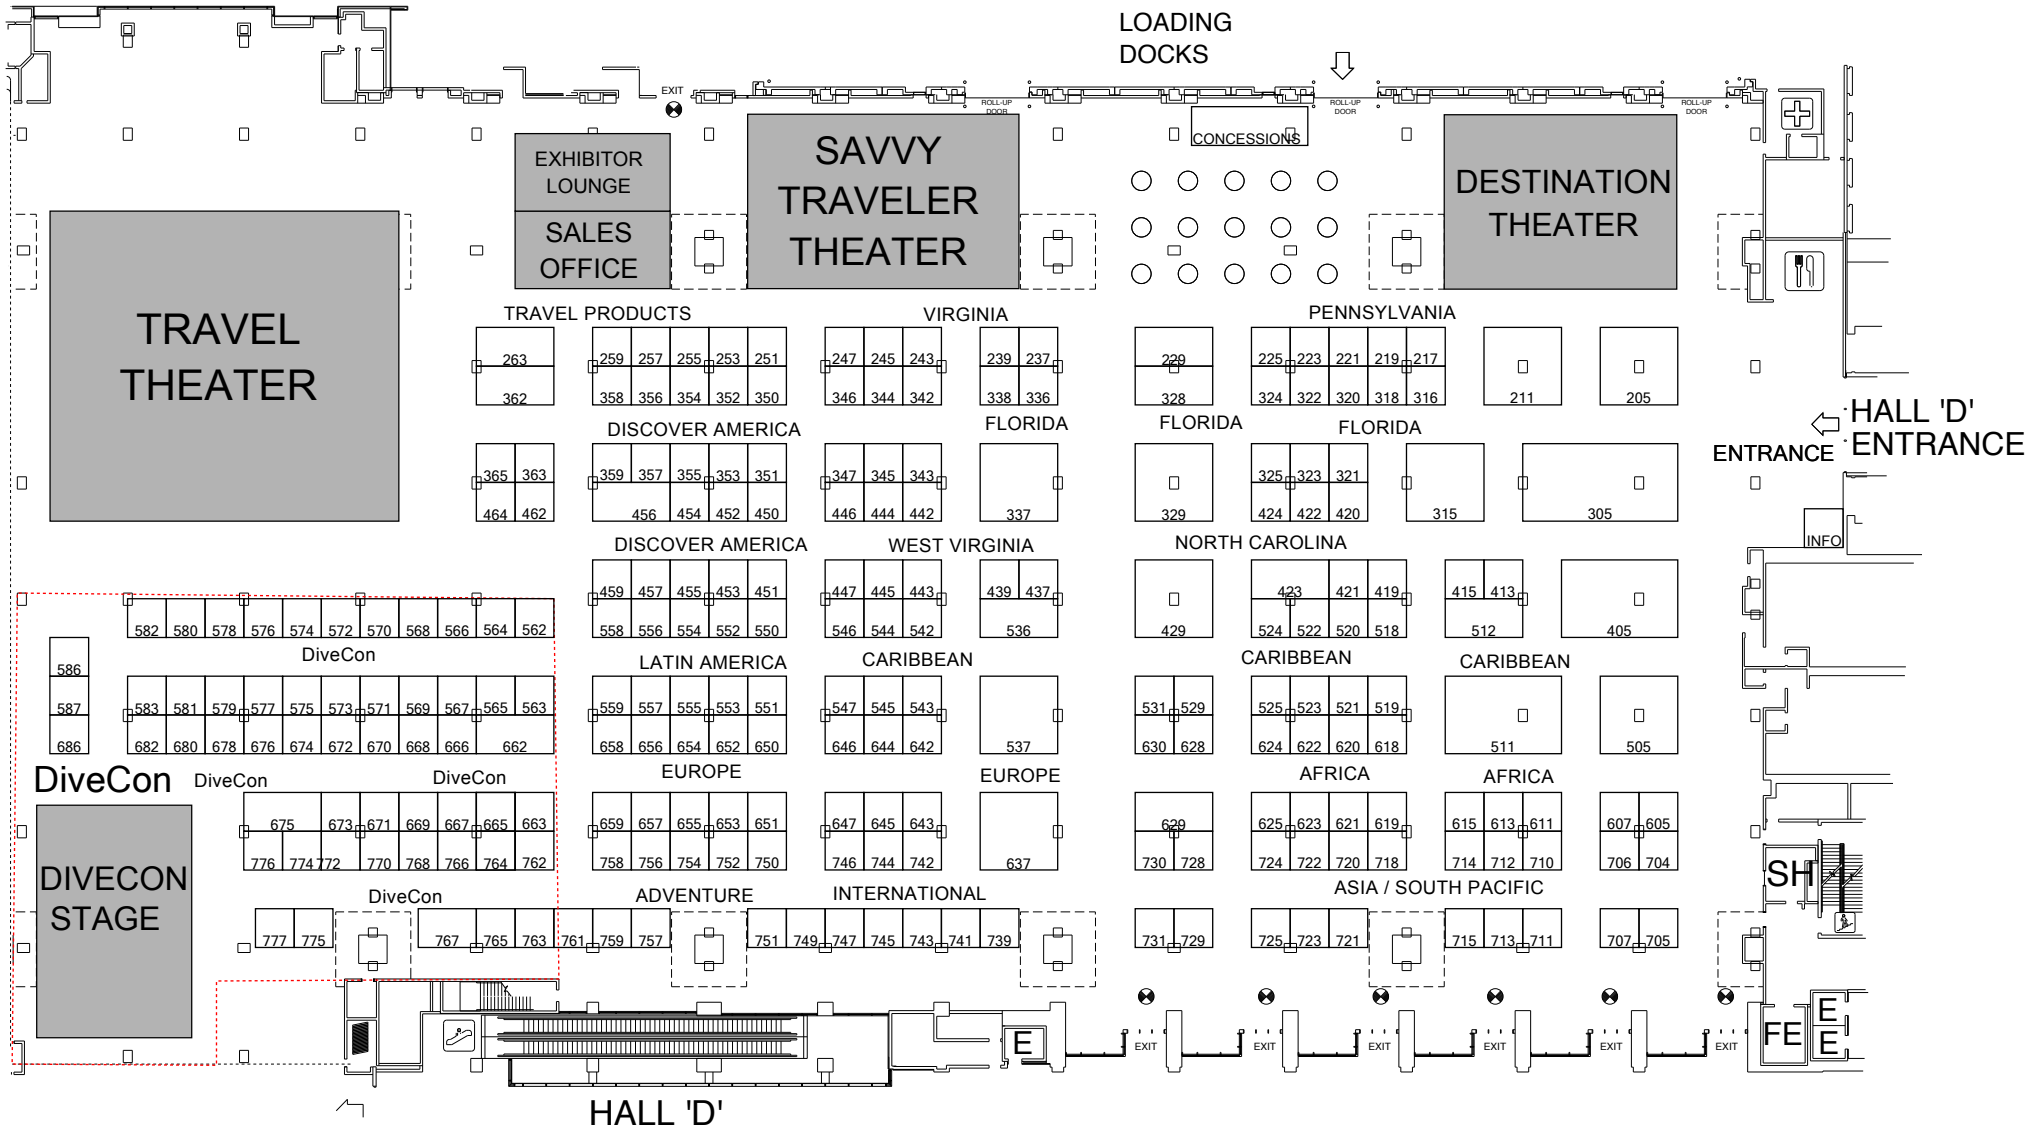 LOADING
DOCKS
EXIT
ROLL-UP
DOOR
ROLL-UP
DOOR
ROLL-UP
DOOR
CONCESSIONS
EXHIBITOR
LOUNGE
SALES
OFFICE
SAVVY
TRAVELER
THEATER
DESTINATION
THEATER
TRAVEL
THEATER
TRAVEL PRODUCTS VIRGINIA PENNSYLVANIA
263 259 257 255 253 251 247 245 243 239 237 229 225 223 221 219 217
362 358 356 354 352 350 346 344 342 338 336 328 324 322 320 318 316 211 205
DISCOVER AMERICA FLORIDA FLORIDA FLORIDA
HALL 'D'
ENTRANCE
ENTRANCE
365 363 359 357 355 353 351 347 345 343 325 323 321
464 462 456 454 452 450 446 444 442 337 329 424 422 420 315 305
INFO
DISCOVER AMERICA WEST VIRGINIA NORTH CAROLINA
459 457 455 453 451 447 445 443 439 437 423 421 419 415 413
582 580 578 576 574 572 570 568 566 564 562 558 556 554 552 550 546 544 542 536 429 524 522 520 518 512 405
DiveCon LATIN AMERICA CARIBBEAN CARIBBEAN CARIBBEAN
586
587 583 581 579 577 575 573 571 569 567 565 563 559 557 555 553 551 547 545 543 531 529 525 523 521 519
686 682 680 678 676 674 672 670 668 666 662 658 656 654 652 650 646 644 642 537 630 628 624 622 620 618 511 505
DiveCon DiveCon DiveCon EUROPE EUROPE AFRICA AFRICA
675 673 671 669 667 665 663 659 657 655 653 651 647 645 643 629 625 623 621 619 615 613 611 607 605
776 774 772 770 768 766 764 762 758 756 754 752 750 746 744 742 637 730 728 724 722 720 718 714 712 710 706 704
DIVECON
STAGE
SH
DiveCon ADVENTURE INTERNATIONAL ASIA / SOUTH PACIFIC
777 775 767 765 763 761 759 757 751 749 747 745 743 741 739 731 729 725 723 721 715 713 711 707 705
E
E
FE
E
EXIT EXIT EXIT EXIT EXIT EXIT
HALL 'D'